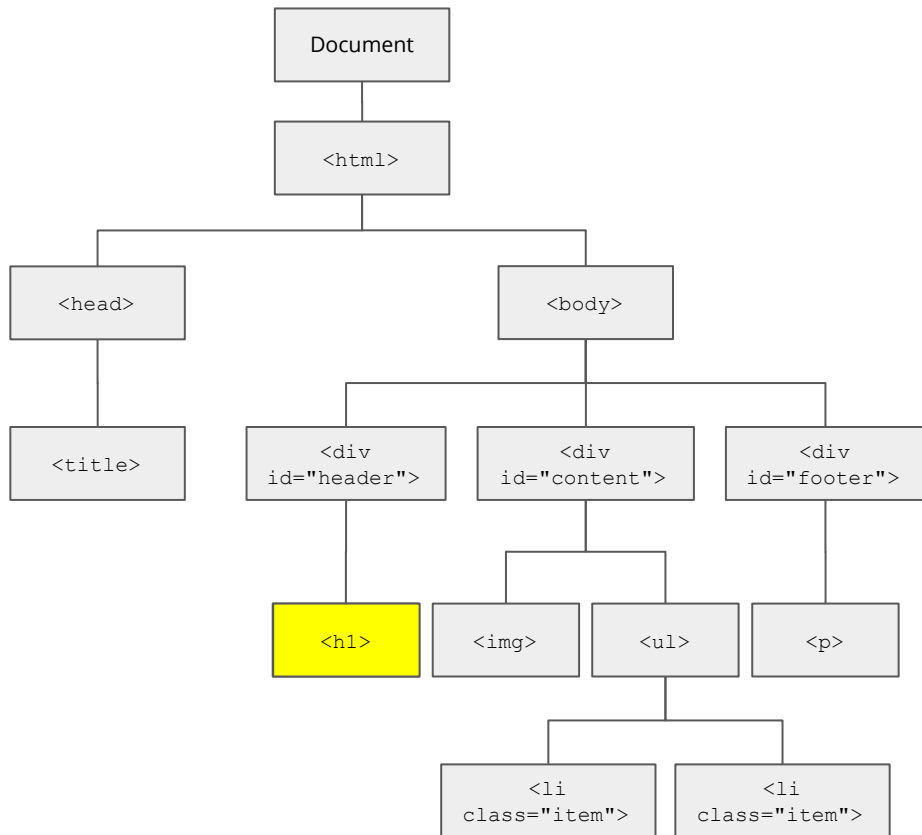 Document
<html>
<head>
<body>
<title>
<div
id="header">
<div
id="content">
<div
id="footer">
<h1>
<img>
<ul>
<p>
<li
class="item">
<li
class="item">